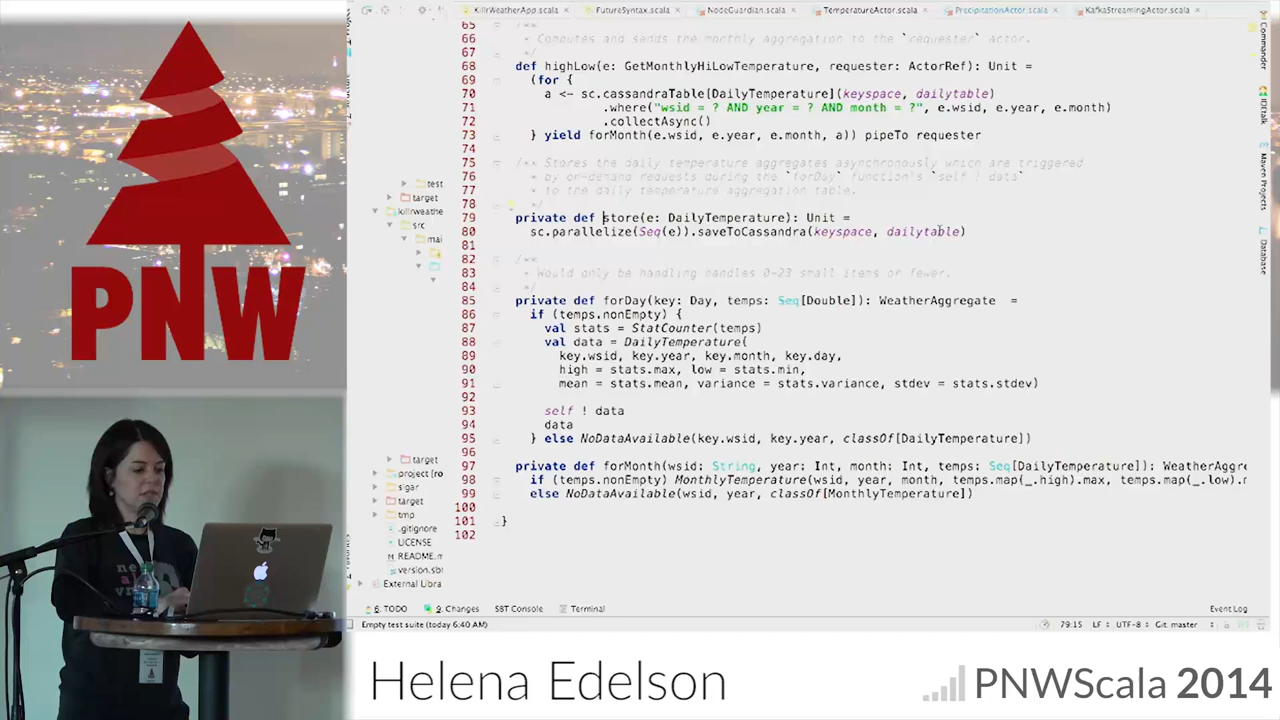 PNW
KillrWeatherApp.scala
FutureSyntax.scala
NodeGuardian.scala
TemperatureActor.scala
PrecipitationActor.scala
KafkaStreamingActor.scala
65 /**
66 * Computes and sends the monthly aggregation to the `requester` actor.
67 */
68 def highLow(e: GetMonthlyHiLowTemperature, requester: ActorRef): Unit =
69 (for {
70 a <- sc.cassandraTable[DailyTemperature](keyspace, dailytable)
71 .where("wsid = ? AND year = ? AND month = ?", e.wsid, e.year, e.month)
72 .collectAsync()
73 } yield forMonth(e.wsid, e.year, e.month, a)) pipeTo requester
74
75 /** Stores the daily temperature aggregates asynchronously which are triggered
76 * by on-demand requests during the `forDay` function's `self ! data`
77 * to the daily temperature aggregation table.
78 */
79 private def store(e: DailyTemperature): Unit =
80 sc.parallelize(Seq(e)).saveToCassandra(keyspace, dailytable)
81
82 /**
83 * Would only be handling handles 0-23 small items or fewer.
84 */
85 private def forDay(key: Day, temps: Seq[Double]): WeatherAggregate =
86 if (temps.nonEmpty) {
87 val stats = StatCounter(temps)
88 val data = DailyTemperature(
89 key.wsid, key.year, key.month, key.day,
90 high = stats.max, low = stats.min,
91 mean = stats.mean, variance = stats.variance, stdev = stats.stdev)
92
93 self ! data
94 data
95 } else NoDataAvailable(key.wsid, key.year, classOf[DailyTemperature])
96
97 private def forMonth(wsid: String, year: Int, month: Int, temps: Seq[DailyTemperature]): WeatherAggre
98 if (temps.nonEmpty) MonthlyTemperature(wsid, year, month, temps.map(_.high).max, temps.map(_.low).m
99 else NoDataAvailable(wsid, year, classOf[MonthlyTemperature])
100
101 }
102
test
target
killrweathe
src
mai
target
project [ro
sigar
target
tmp
.gitignore
LICENSE
README.m
version.sbt
External Libra
Commander
IDEtalk
Maven Projects
Database
6: TODO
9: Changes
SBT Console
Terminal
Event Log
Empty test suite (today 6:40 AM)
79:15
LF
UTF-8
Git: master
Helena Edelson
PNWScala 2014